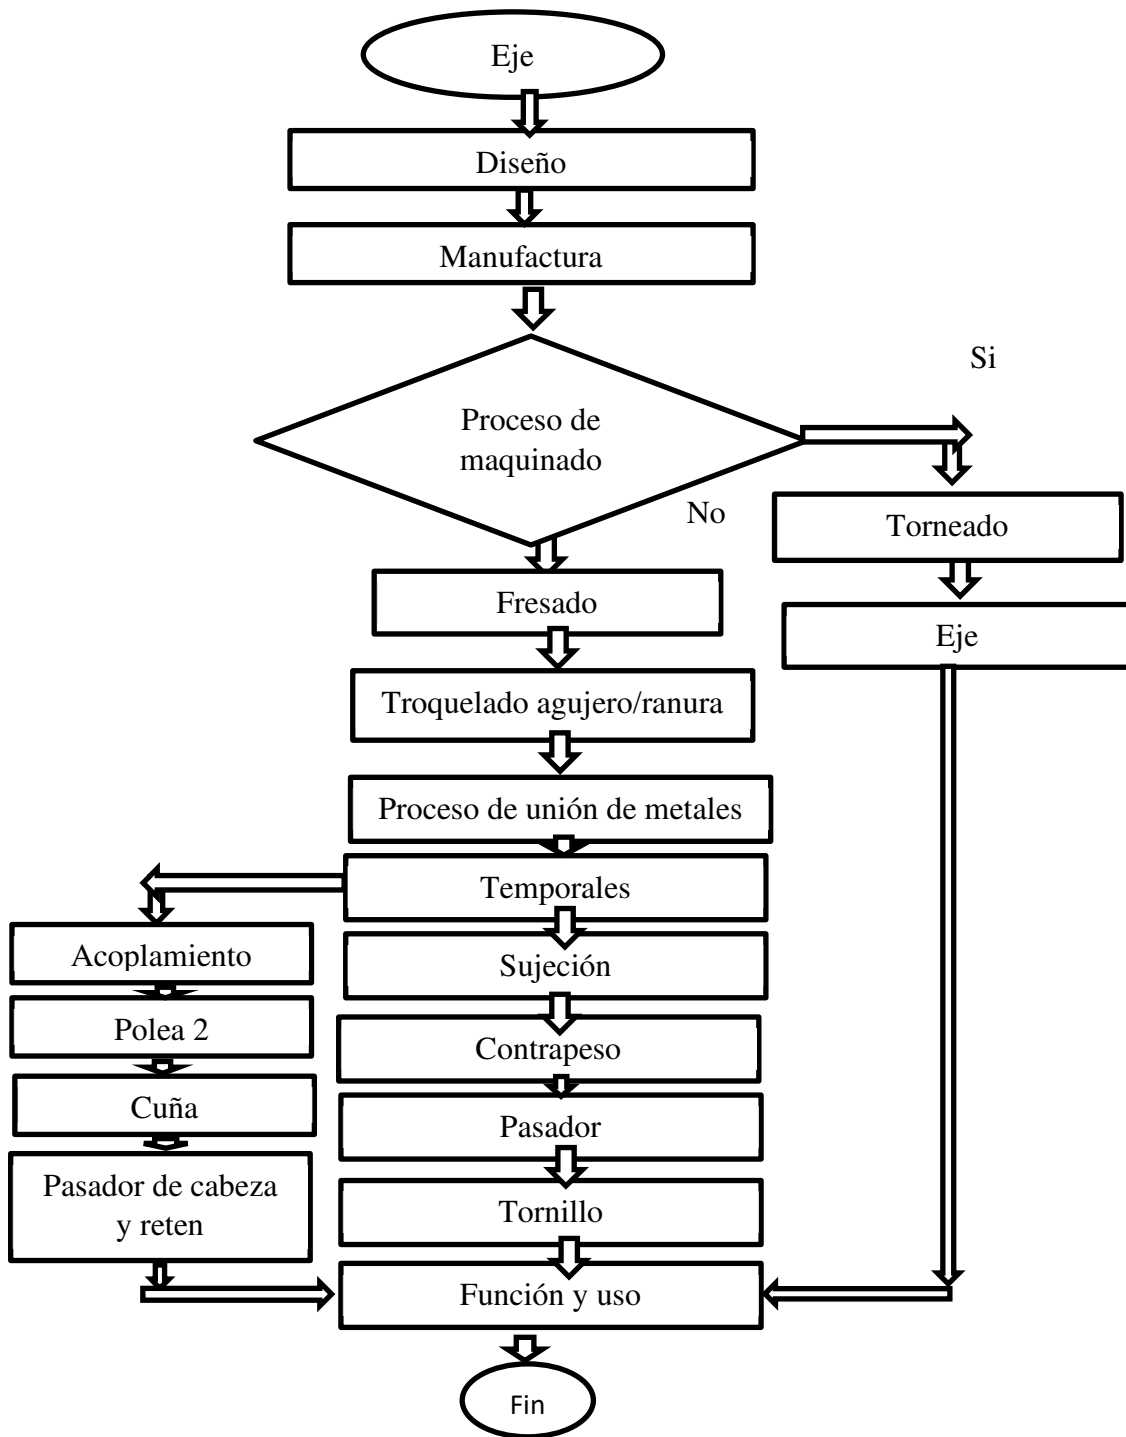 Eje
Diseño
Manufactura
Si
Proceso de
maquinado
No
Torneado
Fresado
Eje
Troquelado agujero/ranura
Proceso de unión de metales
Temporales
Acoplamiento
Sujeción
Polea 2
Contrapeso
Cuña
Pasador
Pasador de cabeza
y reten
Tornillo
Función y uso
Fin